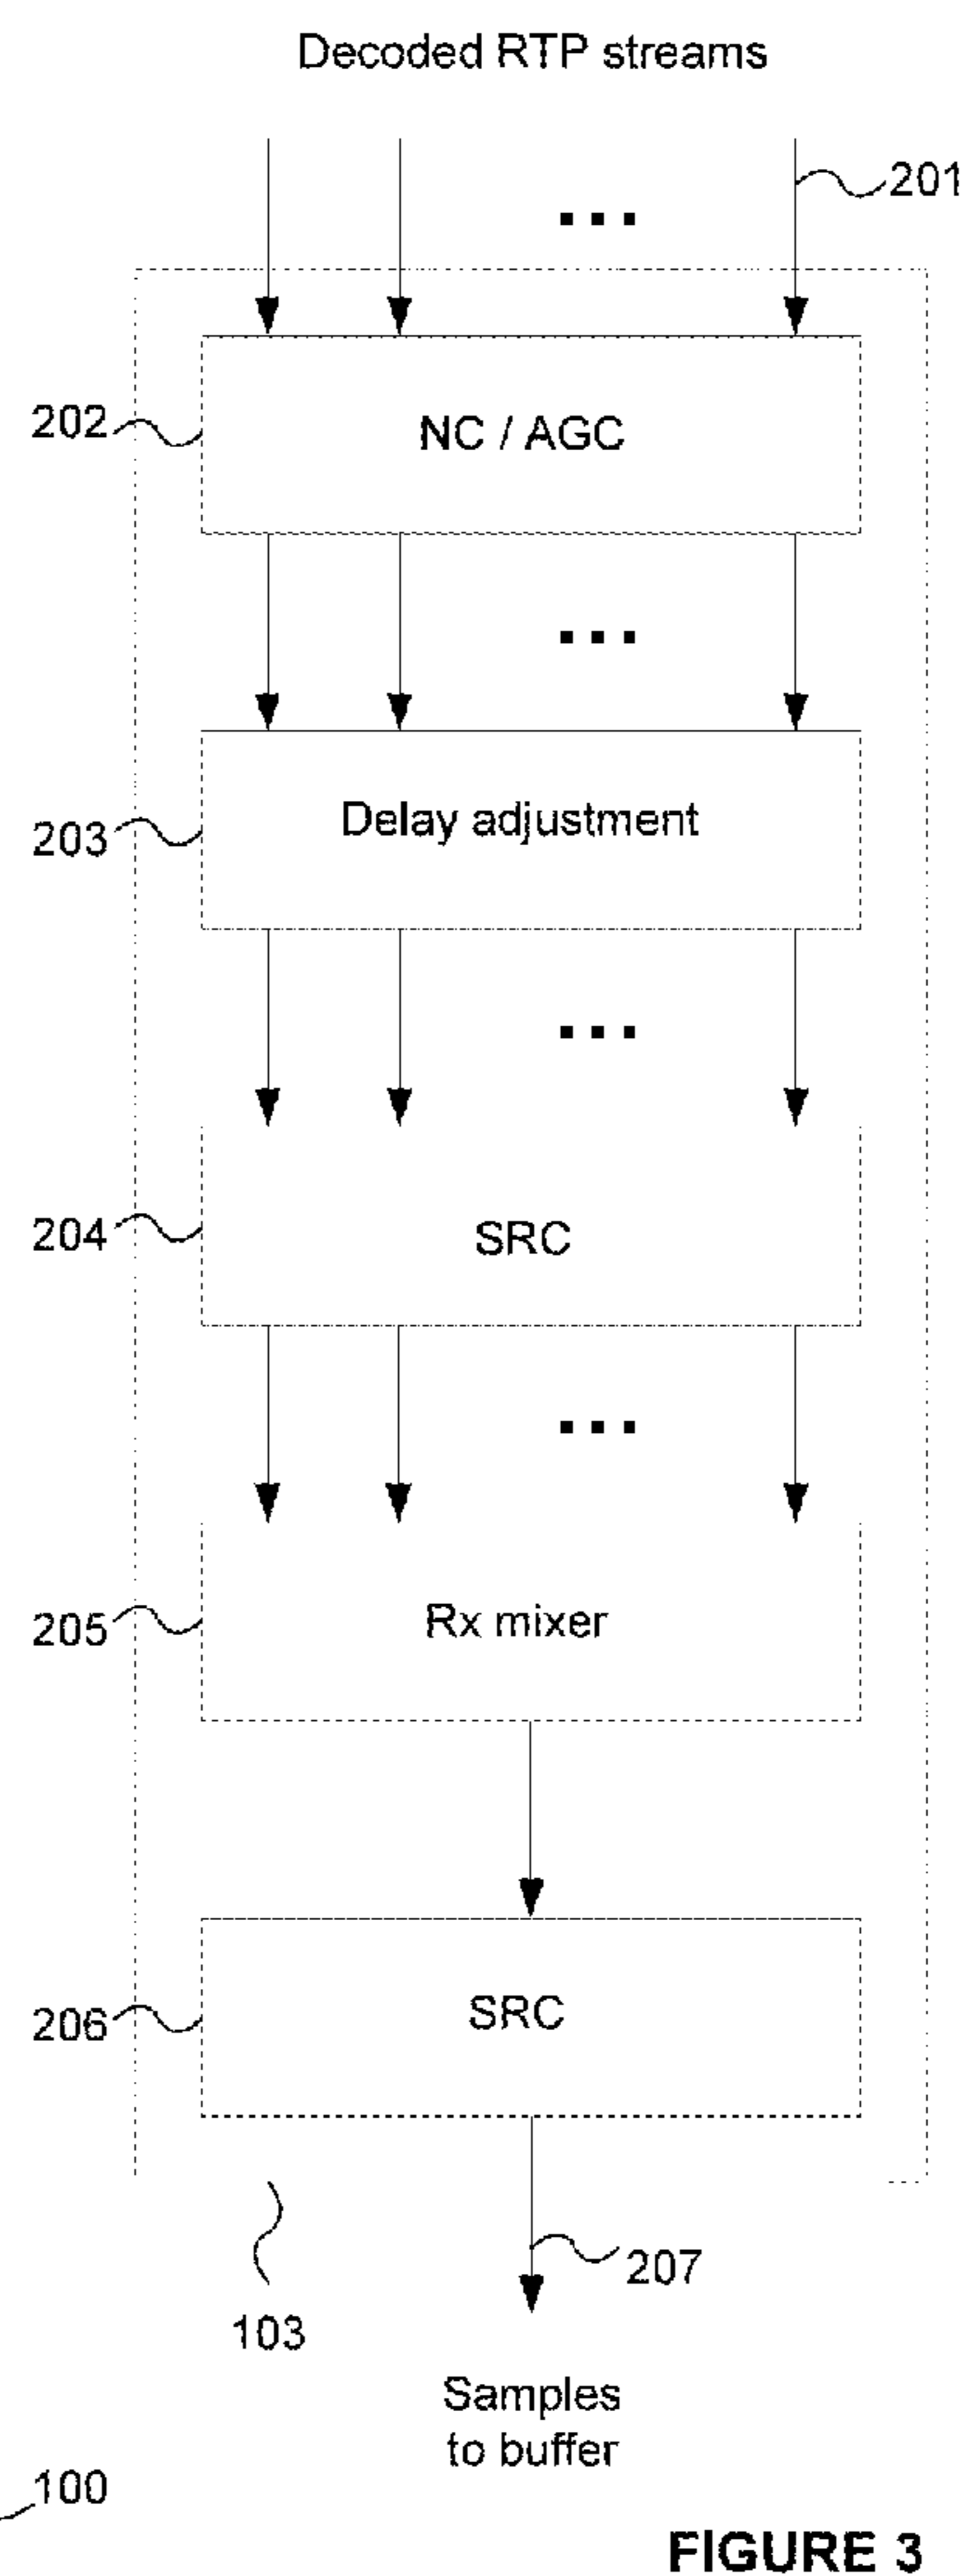 Decoded RTP streams
201
202
NC / AGC
203
Delay adjustment
204
SRC
205
Rx mixer
206
SRC
207
103
Samples
to buffer
100
FIGURE 3